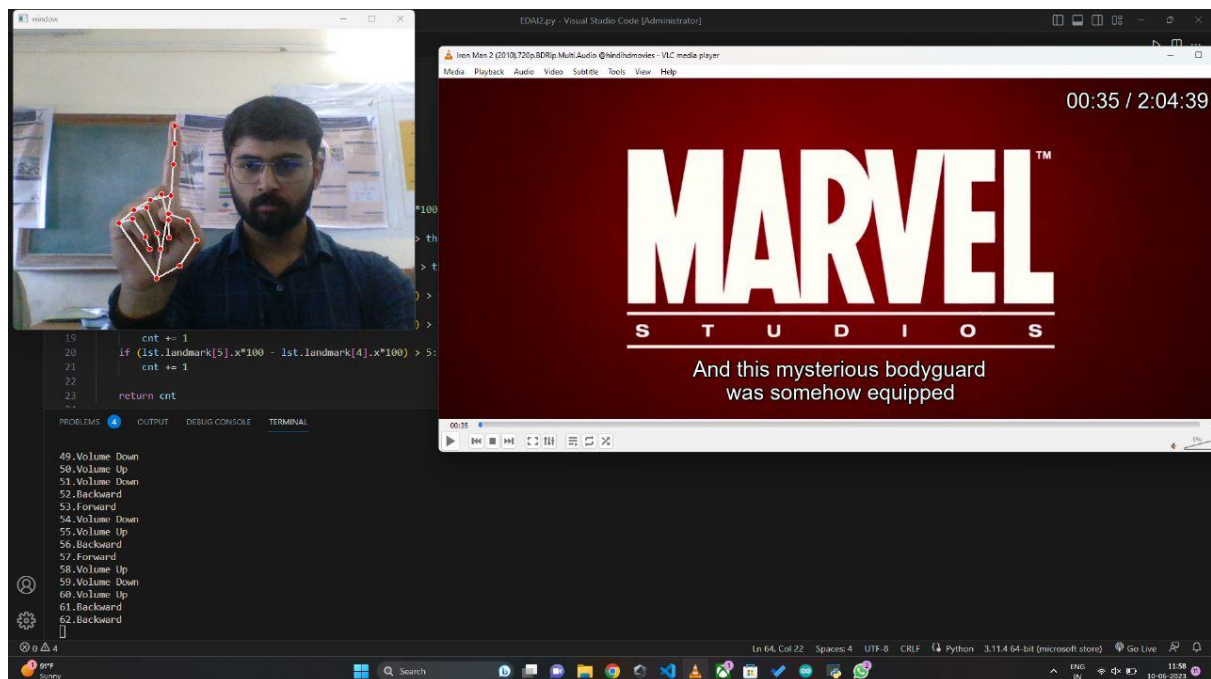 window
EDAI2.py - Visual Studio Code [Administrator]
Iron Man 2 (2010).720p.BDRip.Multi.Audio @hindihdmovies - VLC media player
Media Playback Audio Video Subtitle Tools View Help
00:35 / 2:04:39
MARVEL
TM
STUDIOS
And this mysterious bodyguard
was somehow equipped
00:35
*100
> th
> t
) >
) >
19 cnt += 1
20 if (lst.landmark[5].x*100 - lst.landmark[4].x*100) > 5:
21 cnt += 1
22
23 return cnt
PROBLEMS 4 OUTPUT DEBUG CONSOLE TERMINAL
49.Volume Down
50.Volume Up
51.Volume Down
52.Backward
53.Forward
54.Volume Down
55.Volume Up
56.Backward
57.Forward
58.Volume Up
59.Volume Down
60.Volume Up
61.Backward
62.Backward
0 4
Ln 64, Col 22 Spaces: 4 UTF-8 CRLF Python 3.11.4 64-bit (microsoft store) Go Live
91°F
Sunny
Search
ENG
IN
11:58
10-06-2023